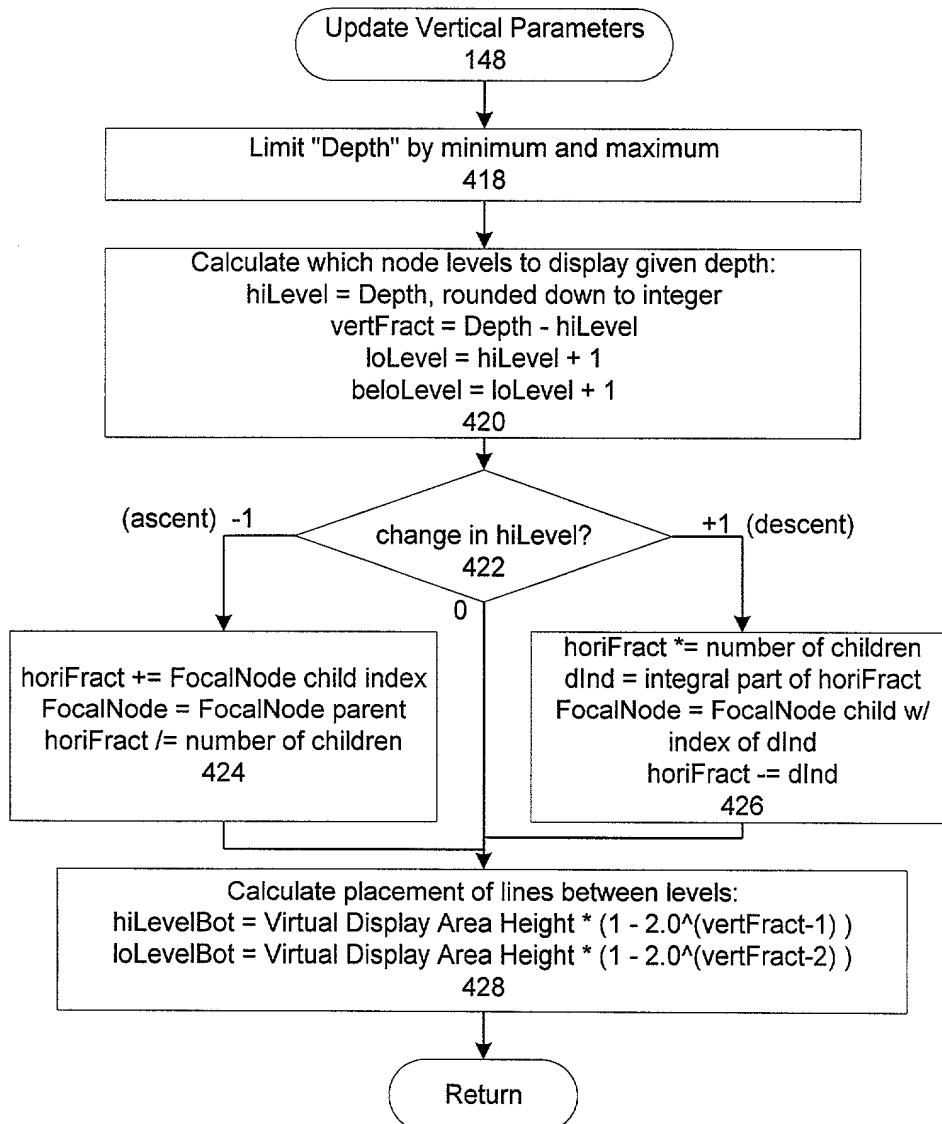 Update Vertical Parameters
148
Limit "Depth" by minimum and maximum
418
Calculate which node levels to display given depth:
hiLevel = Depth, rounded down to integer
vertFract = Depth - hiLevel
loLevel = hiLevel + 1
beloLevel = loLevel + 1
420
(ascent) -1
change in hiLevel?
422
+1 (descent)
0
horiFract += FocalNode child index
FocalNode = FocalNode parent
horiFract /= number of children
424
horiFract *= number of children
dInd = integral part of horiFract
FocalNode = FocalNode child w/
index of dInd
horiFract -= dInd
426
Calculate placement of lines between levels:
hiLevelBot = Virtual Display Area Height * (1 - 2.0^(vertFract-1) )
loLevelBot = Virtual Display Area Height * (1 - 2.0^(vertFract-2) )
428
Return